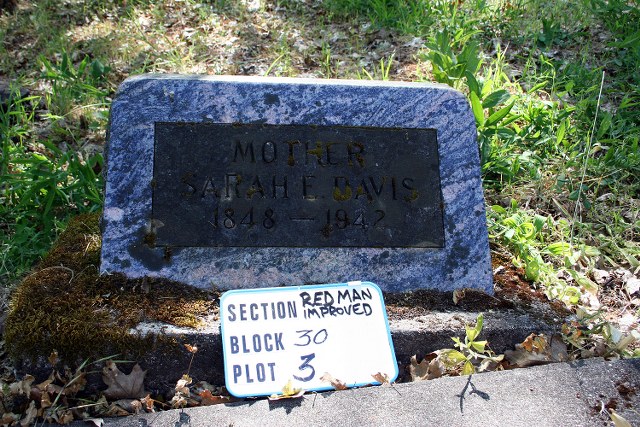 MOTHER
SARAH E. DAVIS
1848 — 1942
SECTION RED MAN IMPROVED
BLOCK 30
PLOT 3